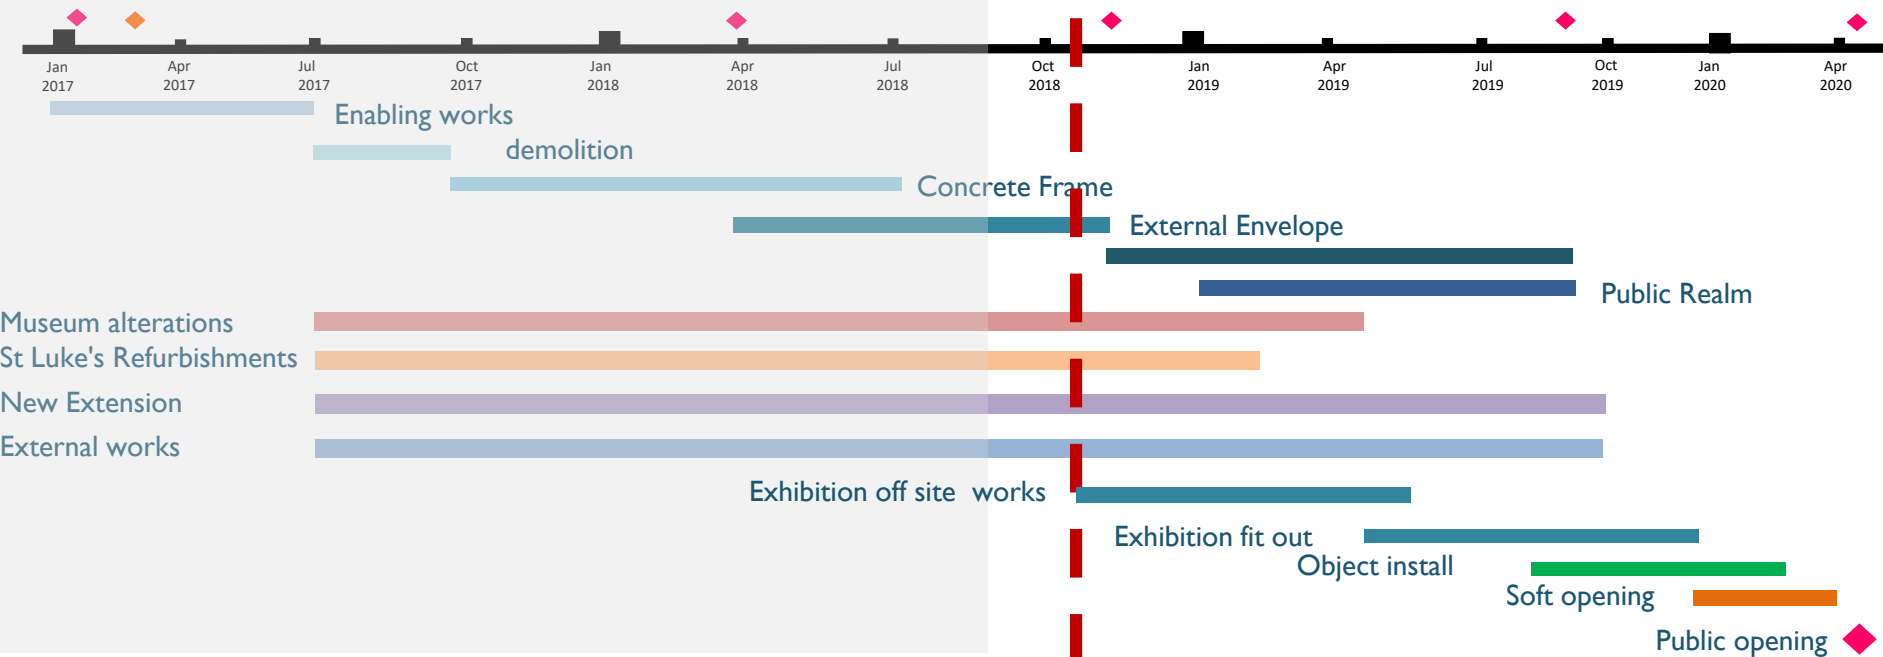 Jan Apr Jul Oct Jan Apr Jul Oct Jan Apr Jul Oct Jan Apr
2017 2017 2017 2017 2018 2018 2018 2018 2019 2019 2019 2019 2020 2020
Enabling works
demolition
Concrete Frame
External Envelope
Public Realm
Museum alterations
St Luke's Refurbishments
New Extension
External works
Exhibition off site works
Exhibition fit out
Object install
Soft opening
Public opening